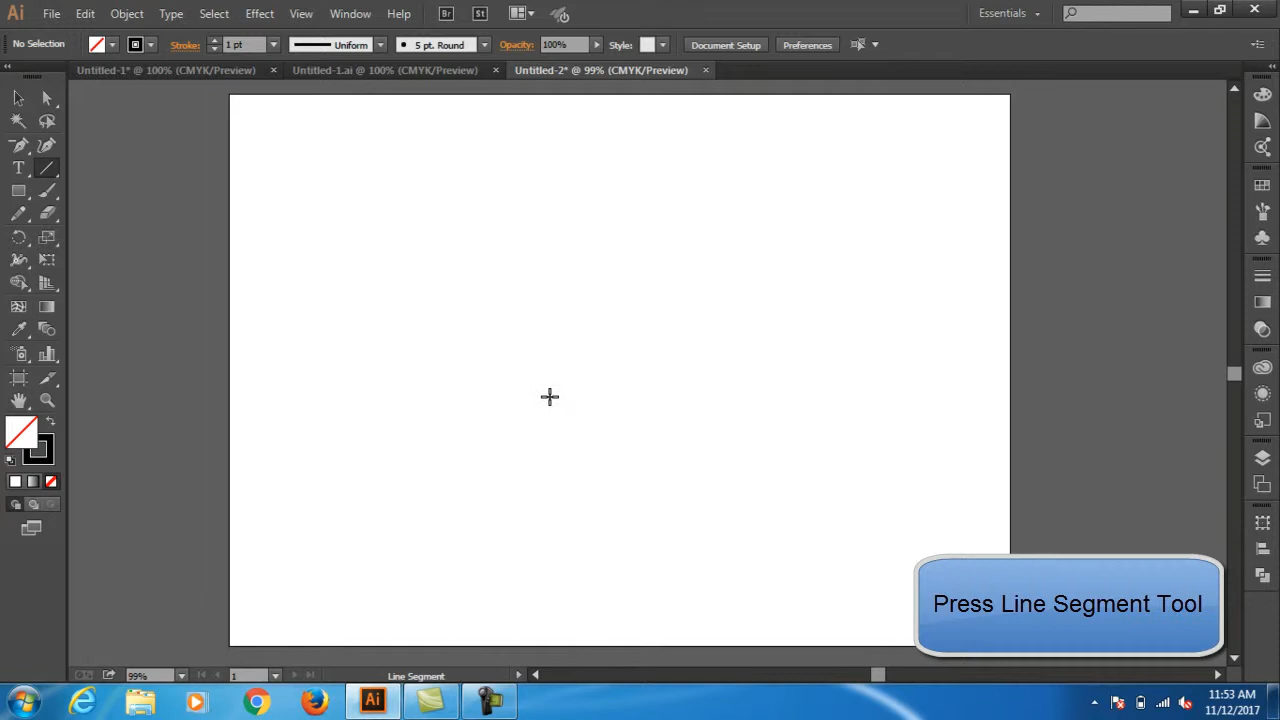 Ai File Edit Object Type Select Effect View Window Help Br St Essentials
No Selection Stroke: 1 pt Uniform 5 pt. Round Opacity: 100% Style: Document Setup Preferences
Untitled-1* @ 100% (CMYK/Preview) Untitled-1.ai @ 100% (CMYK/Preview) Untitled-2* @ 99% (CMYK/Preview)
T
Press Line Segment Tool
99% 1 Line Segment
Ai 11:53 AM
11/12/2017